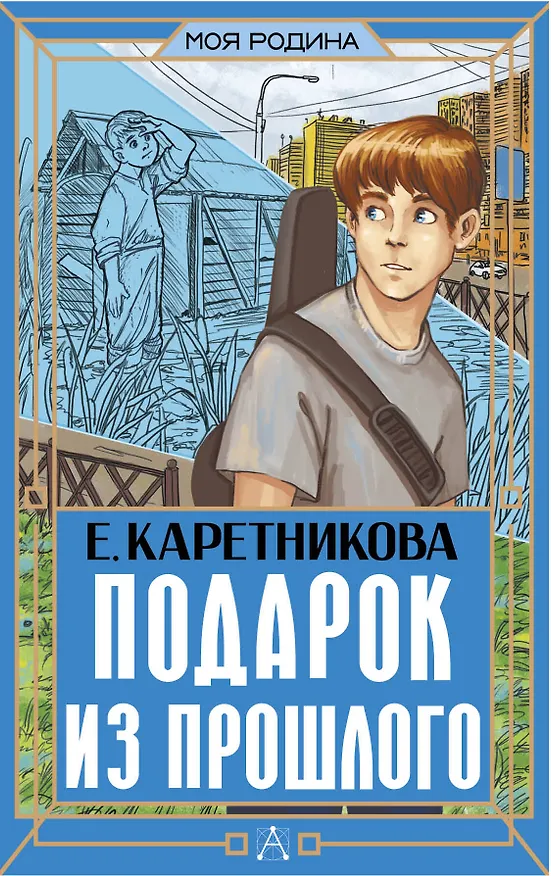 МОЯ РОДИНА
Е. КАРЕТНИКОВА
ПОДАРОК
ИЗ ПРОШЛОГО
А